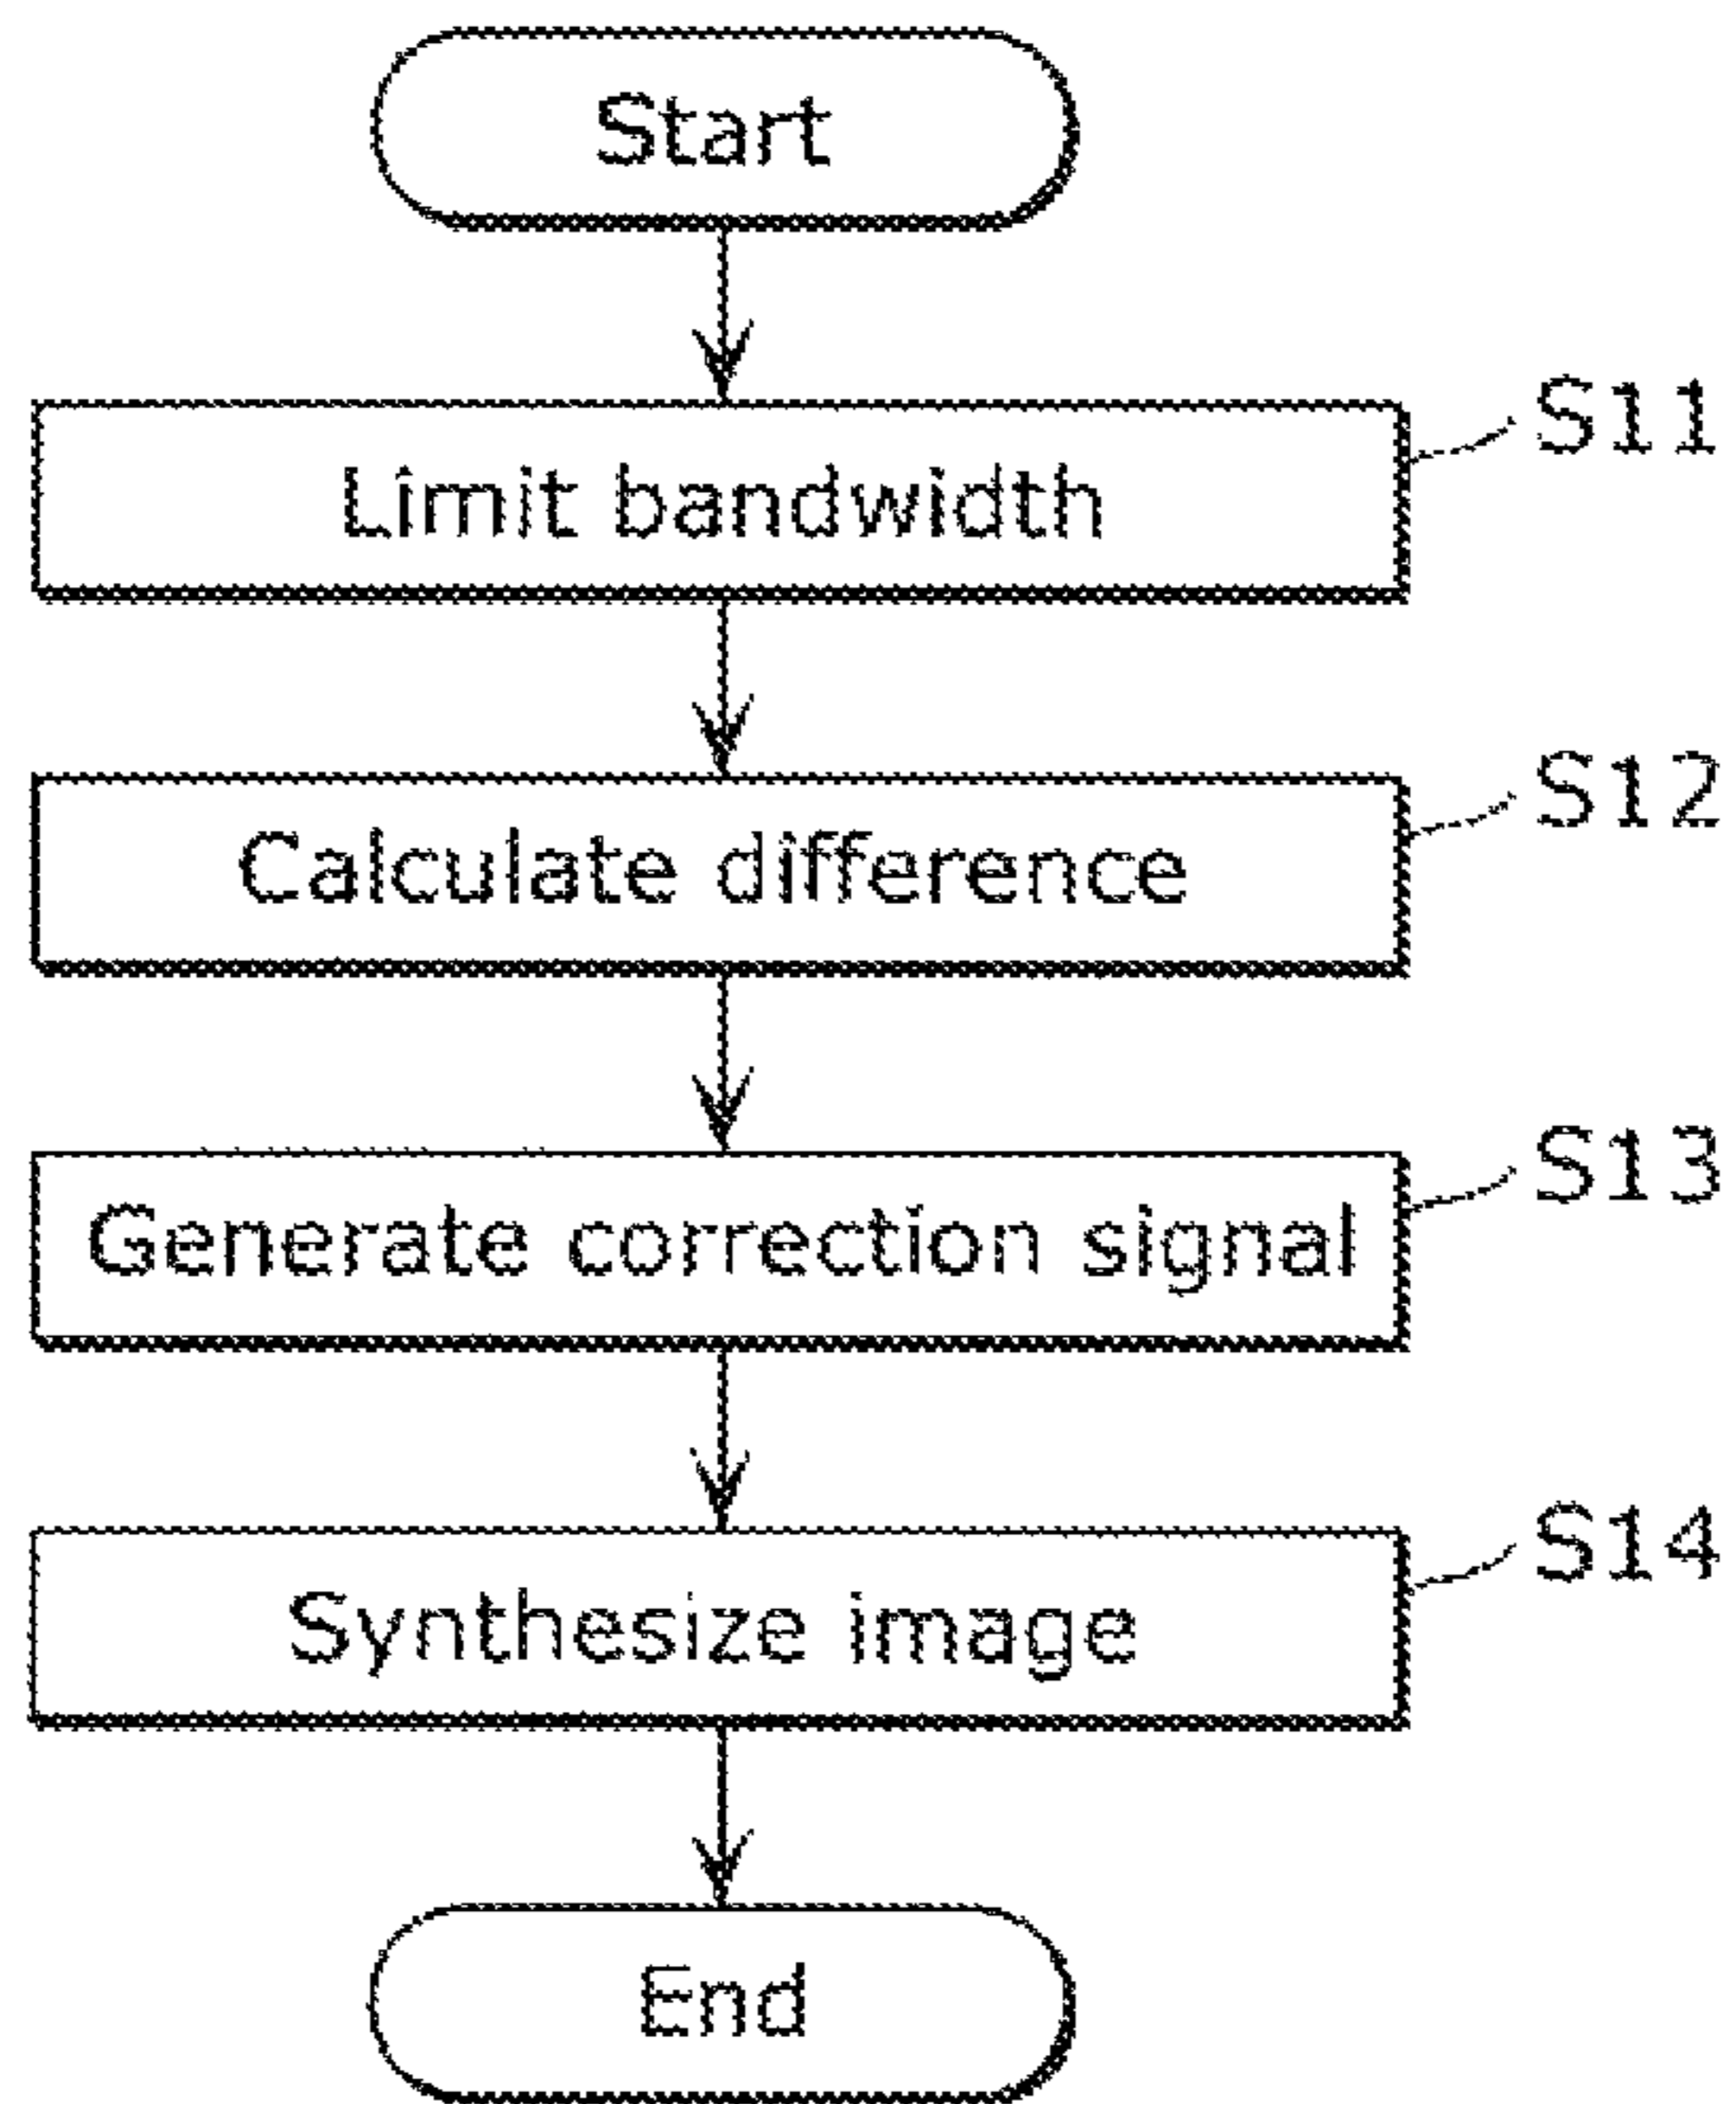 Start
S11
Limit bandwidth
S12
Calculate difference
S13
Generate correction signal
S14
Synthesize image
End